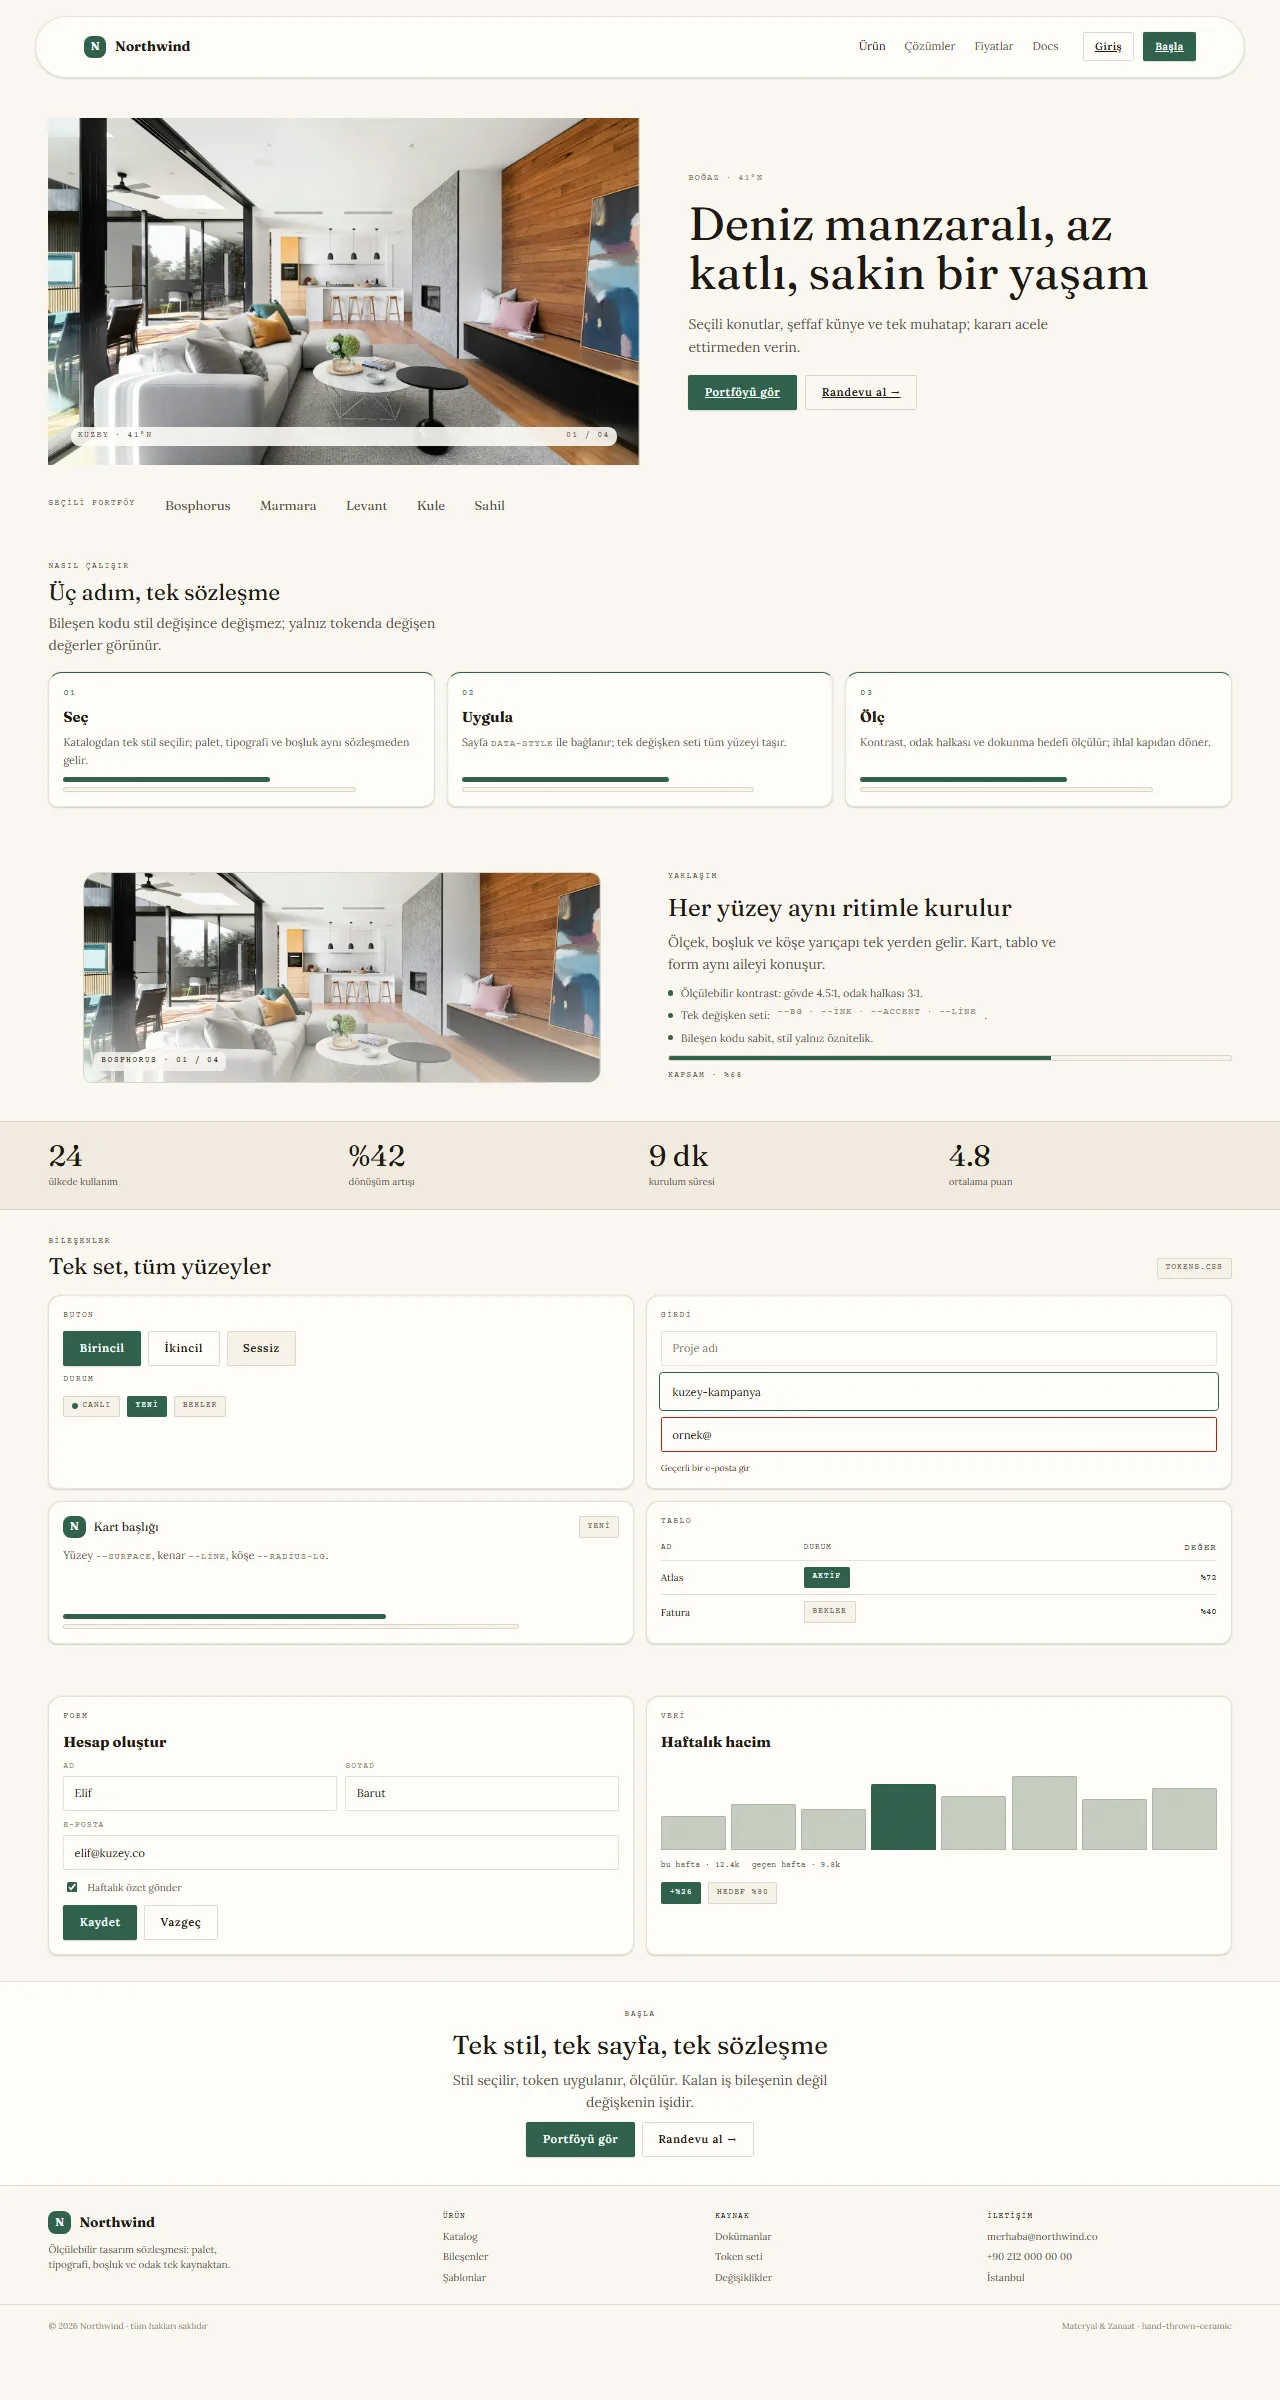 N Northwind Ürün Çözümler Fiyatlar Docs Giriş Başla
BOĞAZ · 41°N
Deniz manzaralı, az
katlı, sakin bir yaşam
Seçili konutlar, şeffaf künye ve tek muhatap; kararı acele
ettirmeden verin.
Portföyü gör Randevu al →
KUZEY · 41°N 01 / 04
SEÇİLİ PORTFÖY Bosphorus Marmara Levant Kule Sahil
NASIL ÇALIŞIR
Üç adım, tek sözleşme
Bileşen kodu stil değişince değişmez; yalnız tokenda değişen
değerler görünür.
01
Seç
Katalogdan tek stil seçilir; palet, tipografi ve boşluk aynı sözleşmeden
gelir.
02
Uygula
Sayfa DATA-STYLE ile bağlanır; tek değişken seti tüm yüzeyi taşır.
03
Ölç
Kontrast, odak halkası ve dokunma hedefi ölçülür; ihlal kapıdan döner.
BOSPHORUS · 01 / 04
YAKLAŞIM
Her yüzey aynı ritimle kurulur
Ölçek, boşluk ve köşe yarıçapı tek yerden gelir. Kart, tablo ve
form aynı aileyi konuşur.
Ölçülebilir kontrast: gövde 4.5:1, odak halkası 3:1.
Tek değişken seti: --BG · --İNK · --ACCENT · --LİNE .
Bileşen kodu sabit, stil yalnız öznitelik.
KAPSAM · %68
24
ülkede kullanım
%42
dönüşüm artışı
9 dk
kurulum süresi
4.8
ortalama puan
BİLEŞENLER
Tek set, tüm yüzeyler
TOKENS.CSS
BUTON
Birincil İkincil Sessiz
DURUM
CANLI YENİ BEKLER
GİRDİ
Proje adı
kuzey-kampanya
ornek@
Geçerli bir e-posta gir
N Kart başlığı YENİ
Yüzey --SURFACE, kenar --LİNE, köşe --RADİUS-LG.
TABLO
AD DURUM DEĞER
Atlas AKTİF %72
Fatura BEKLER %40
FORM
Hesap oluştur
AD SOYAD
Elif Barut
E-POSTA
elif@kuzey.co
Haftalık özet gönder
Kaydet Vazgeç
VERİ
Haftalık hacim
bu hafta · 12.4k geçen hafta · 9.8k
+%26 HEDEF %80
BAŞLA
Tek stil, tek sayfa, tek sözleşme
Stil seçilir, token uygulanır, ölçülür. Kalan iş bileşenin değil
değişkenin işidir.
Portföyü gör Randevu al →
N Northwind
Ölçülebilir tasarım sözleşmesi: palet,
tipografi, boşluk ve odak tek kaynaktan.
ÜRÜN
Katalog
Bileşenler
Şablonlar
KAYNAK
Dokümanlar
Token seti
Değişiklikler
İLETİŞİM
merhaba@northwind.co
+90 212 000 00 00
İstanbul
© 2026 Northwind · tüm hakları saklıdır
Materyal & Zanaat · hand-thrown-ceramic